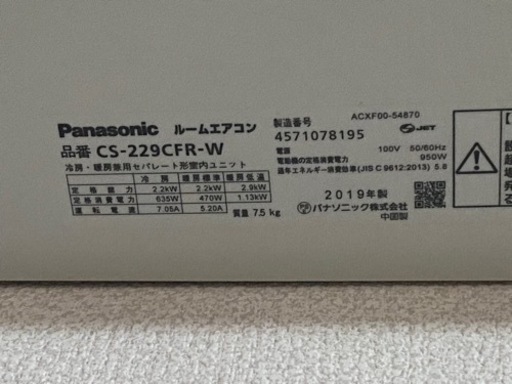 Panasonic ルームエアコン
品番 CS-229CFR-W
冷房・暖房兼用セパレート形室内ユニット
冷房 暖房標準 暖房低温
定格能力 2.2kW 2.2kW 2.9kW
定格消費電力 635W 470W 1.13kW
運転電流 7.05A 5.20A
質量 7.5 kg
ACXF00-54870
製造番号
4571078195
JET
電源 100V 50/60Hz
電動機の定格消費電力 950W
通年エネルギー消費効率(JIS C 9612:2013) 5.8
2019年製
パナソニック株式会社
中国製